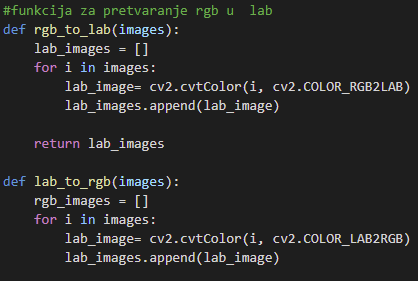 #funkcija za pretvaranje rgb u  lab
def rgb_to_lab(images):
    lab_images = []
    for i in images:
        lab_image= cv2.cvtColor(i, cv2.COLOR_RGB2LAB)
        lab_images.append(lab_image)

    return lab_images

def lab_to_rgb(images):
    rgb_images = []
    for i in images:
        lab_image= cv2.cvtColor(i, cv2.COLOR_LAB2RGB)
        lab_images.append(lab_image)